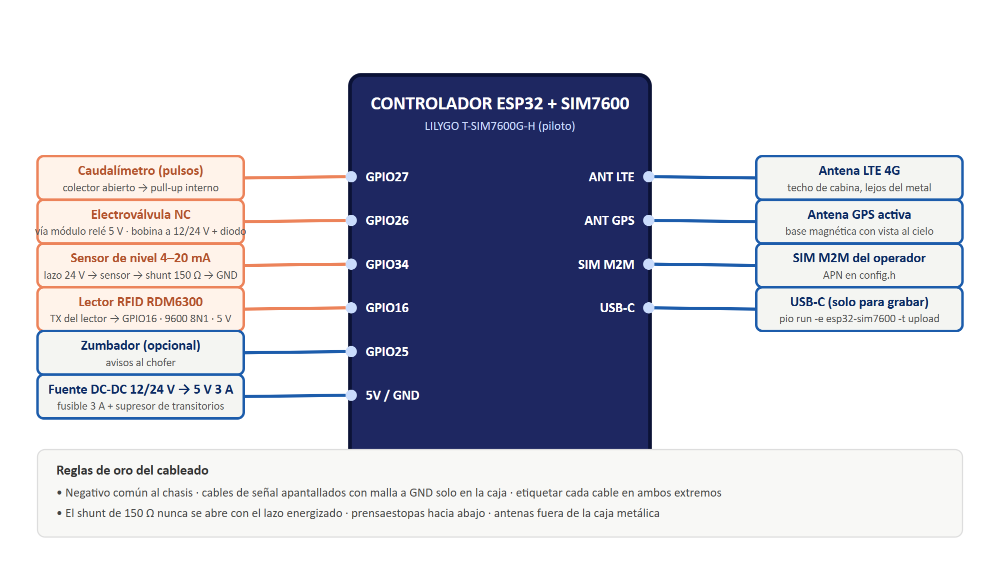 CONTROLADOR ESP32 + SIM7600
LILYGO T-SIM7600G-H (piloto)
Caudalímetro (pulsos)
colector abierto → pull-up interno
Electroválvula NC
vía módulo relé 5 V · bobina a 12/24 V + diodo
Sensor de nivel 4–20 mA
lazo 24 V → sensor → shunt 150 Ω → GND
Lector RFID RDM6300
TX del lector → GPIO16 · 9600 8N1 · 5 V
Zumbador (opcional)
avisos al chofer
Fuente DC-DC 12/24 V → 5 V 3 A
fusible 3 A + supresor de transitorios
GPIO27
GPIO26
GPIO34
GPIO16
GPIO25
5V / GND
ANT LTE
ANT GPS
SIM M2M
USB-C
Antena LTE 4G
techo de cabina, lejos del metal
Antena GPS activa
base magnética con vista al cielo
SIM M2M del operador
APN en config.h
USB-C (solo para grabar)
pio run -e esp32-sim7600 -t upload
Reglas de oro del cableado
• Negativo común al chasis · cables de señal apantallados con malla a GND solo en la caja · etiquetar cada cable en ambos extremos
• El shunt de 150 Ω nunca se abre con el lazo energizado · prensaestopas hacia abajo · antenas fuera de la caja metálica